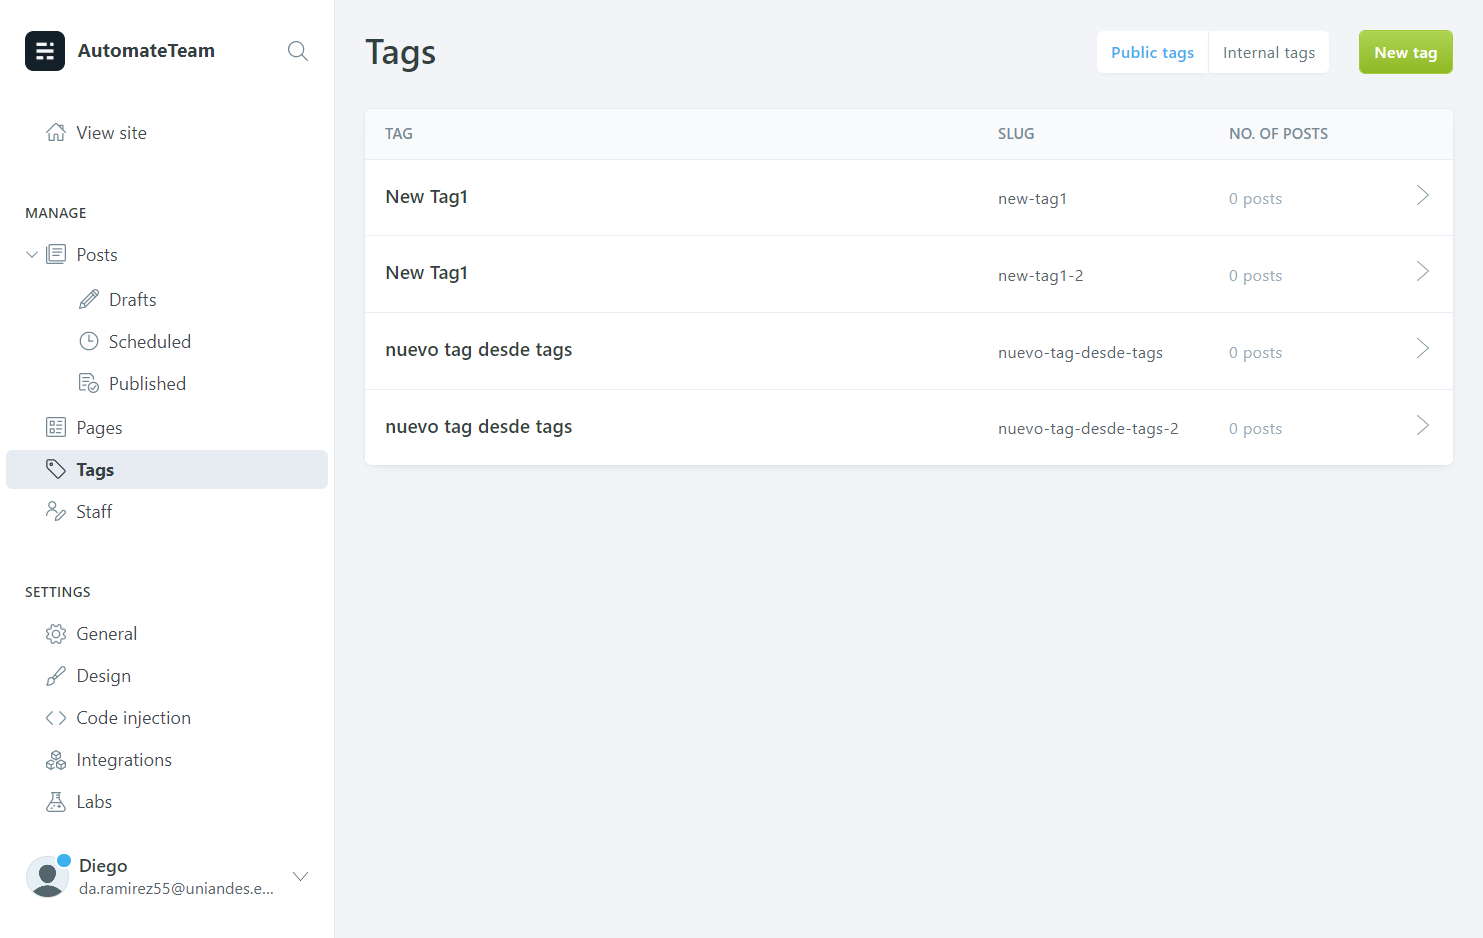 AutomateTeam
View site
MANAGE
Posts
Drafts
Scheduled
Published
Pages
Tags
Staff
SETTINGS
General
Design
Code injection
Integrations
Labs
Diego
da.ramirez55@uniandes.e...
Tags
Public tags Internal tags New tag
TAG SLUG NO. OF POSTS
New Tag1 new-tag1 0 posts
New Tag1 new-tag1-2 0 posts
nuevo tag desde tags nuevo-tag-desde-tags 0 posts
nuevo tag desde tags nuevo-tag-desde-tags-2 0 posts